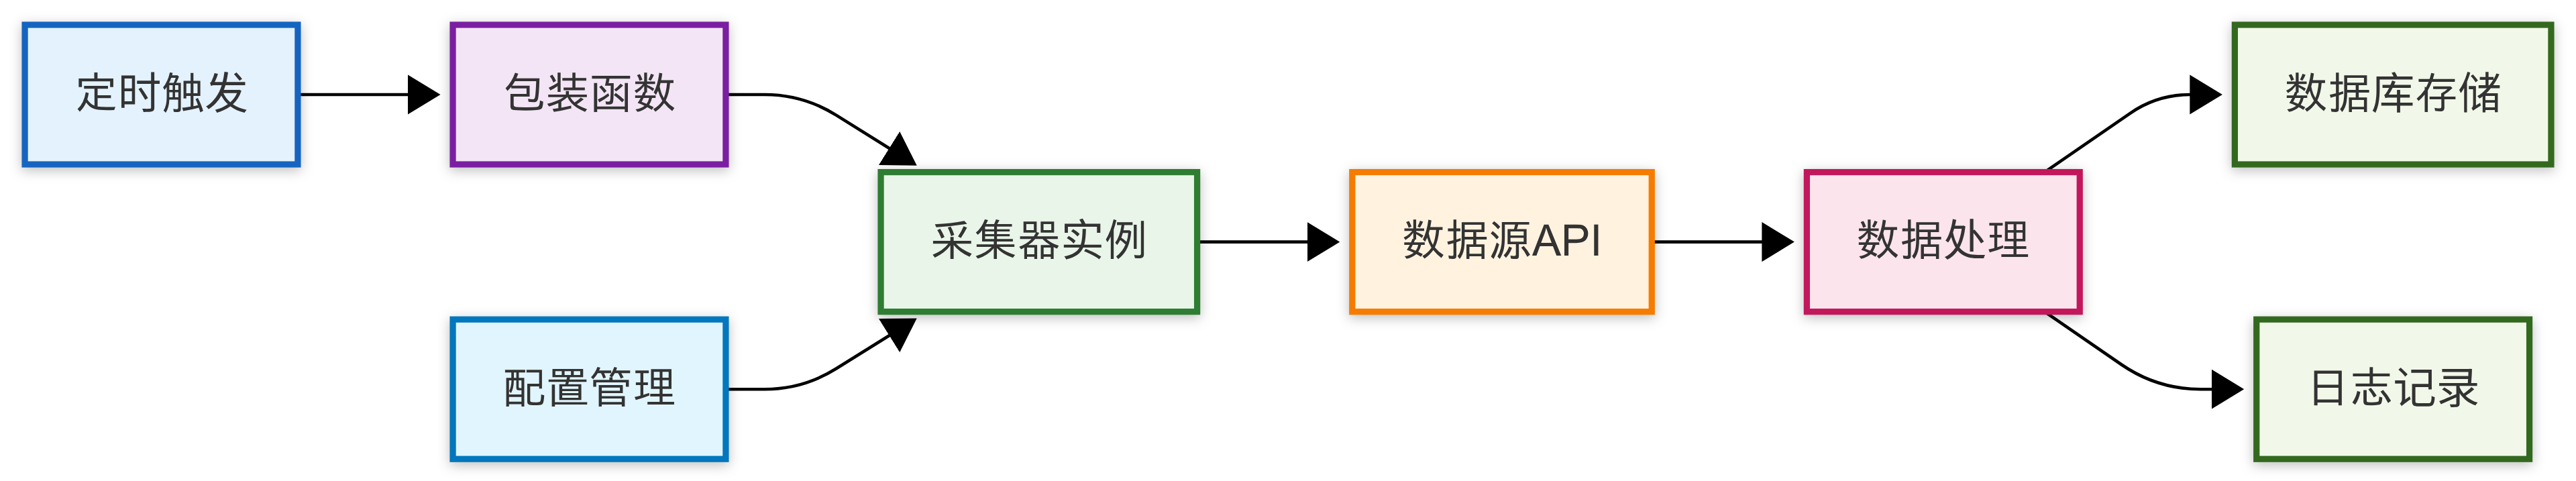 定时触发
包装函数
数据库存储
采集器实例
数据源API
数据处理
配置管理
日志记录